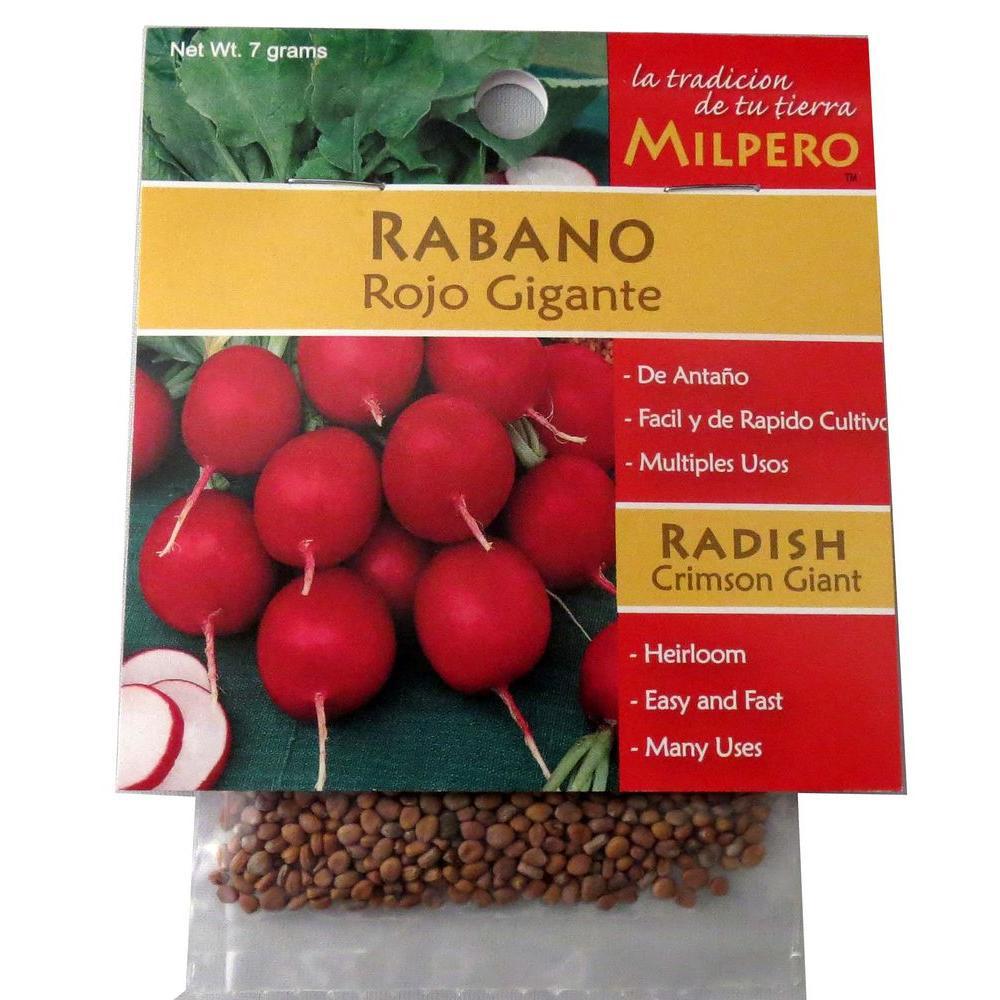 Net Wt. 7 grams
la tradicion
de tu tierra
MILPERO
TM
RABANO
Rojo Gigante
- De Antaño
- Facil y de Rapido Cultivo
- Multiples Usos
RADISH
Crimson Giant
- Heirloom
- Easy and Fast
- Many Uses